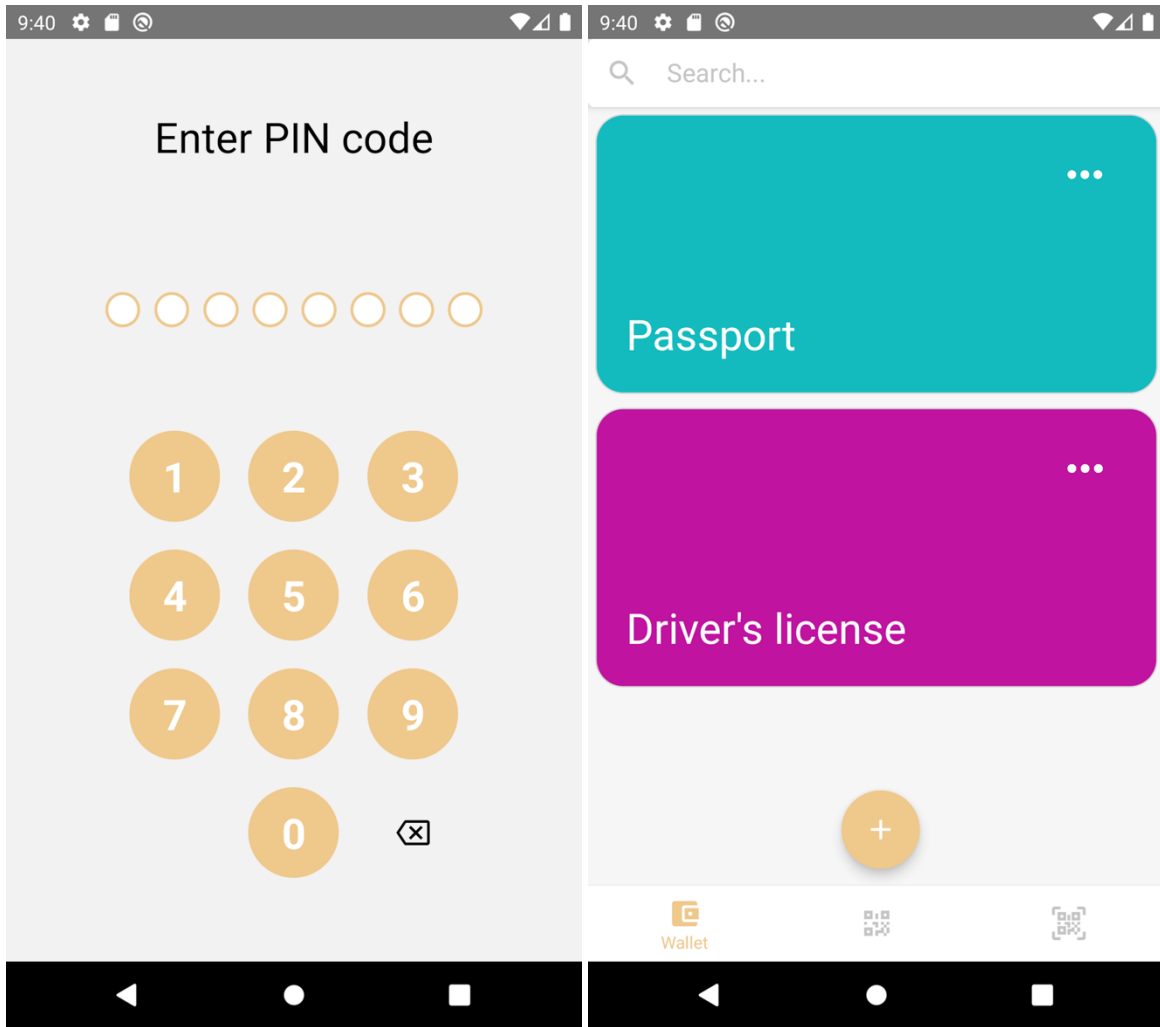 9:40
Enter PIN code
1 2 3
4 5 6
7 8 9
0
9:40
Search...
Passport
Driver's license
Wallet